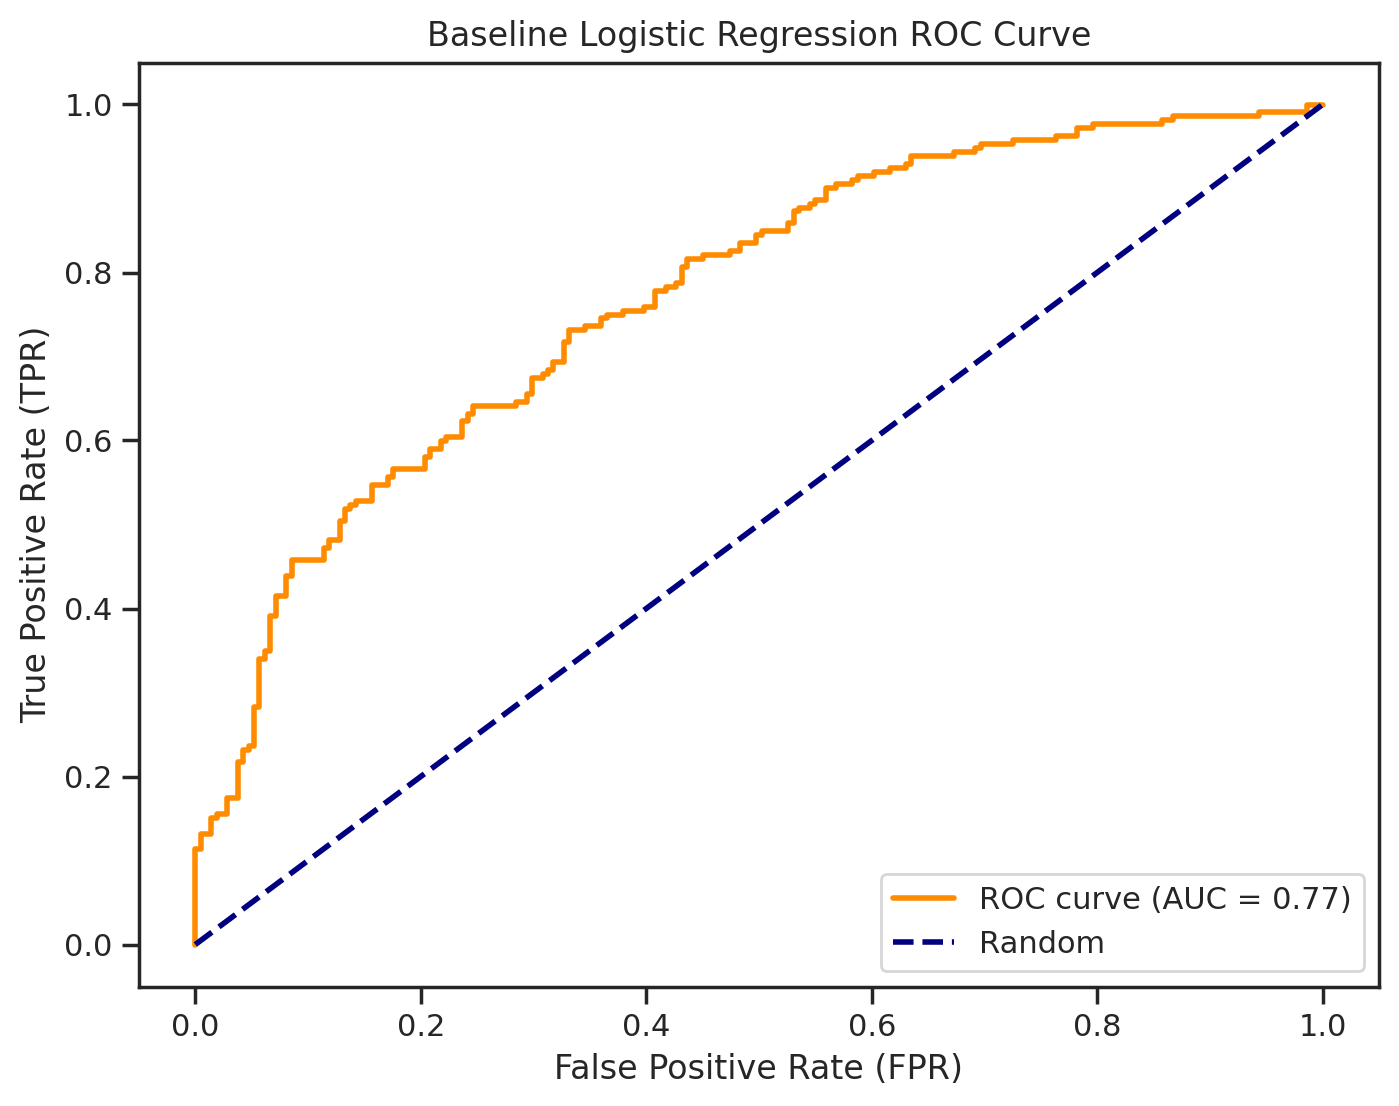 Baseline Logistic Regression ROC Curve
True Positive Rate (TPR)
1.0
0.8
0.6
0.4
0.2
0.0
ROC curve (AUC = 0.77)
Random
0.0 0.2 0.4 0.6 0.8 1.0
False Positive Rate (FPR)